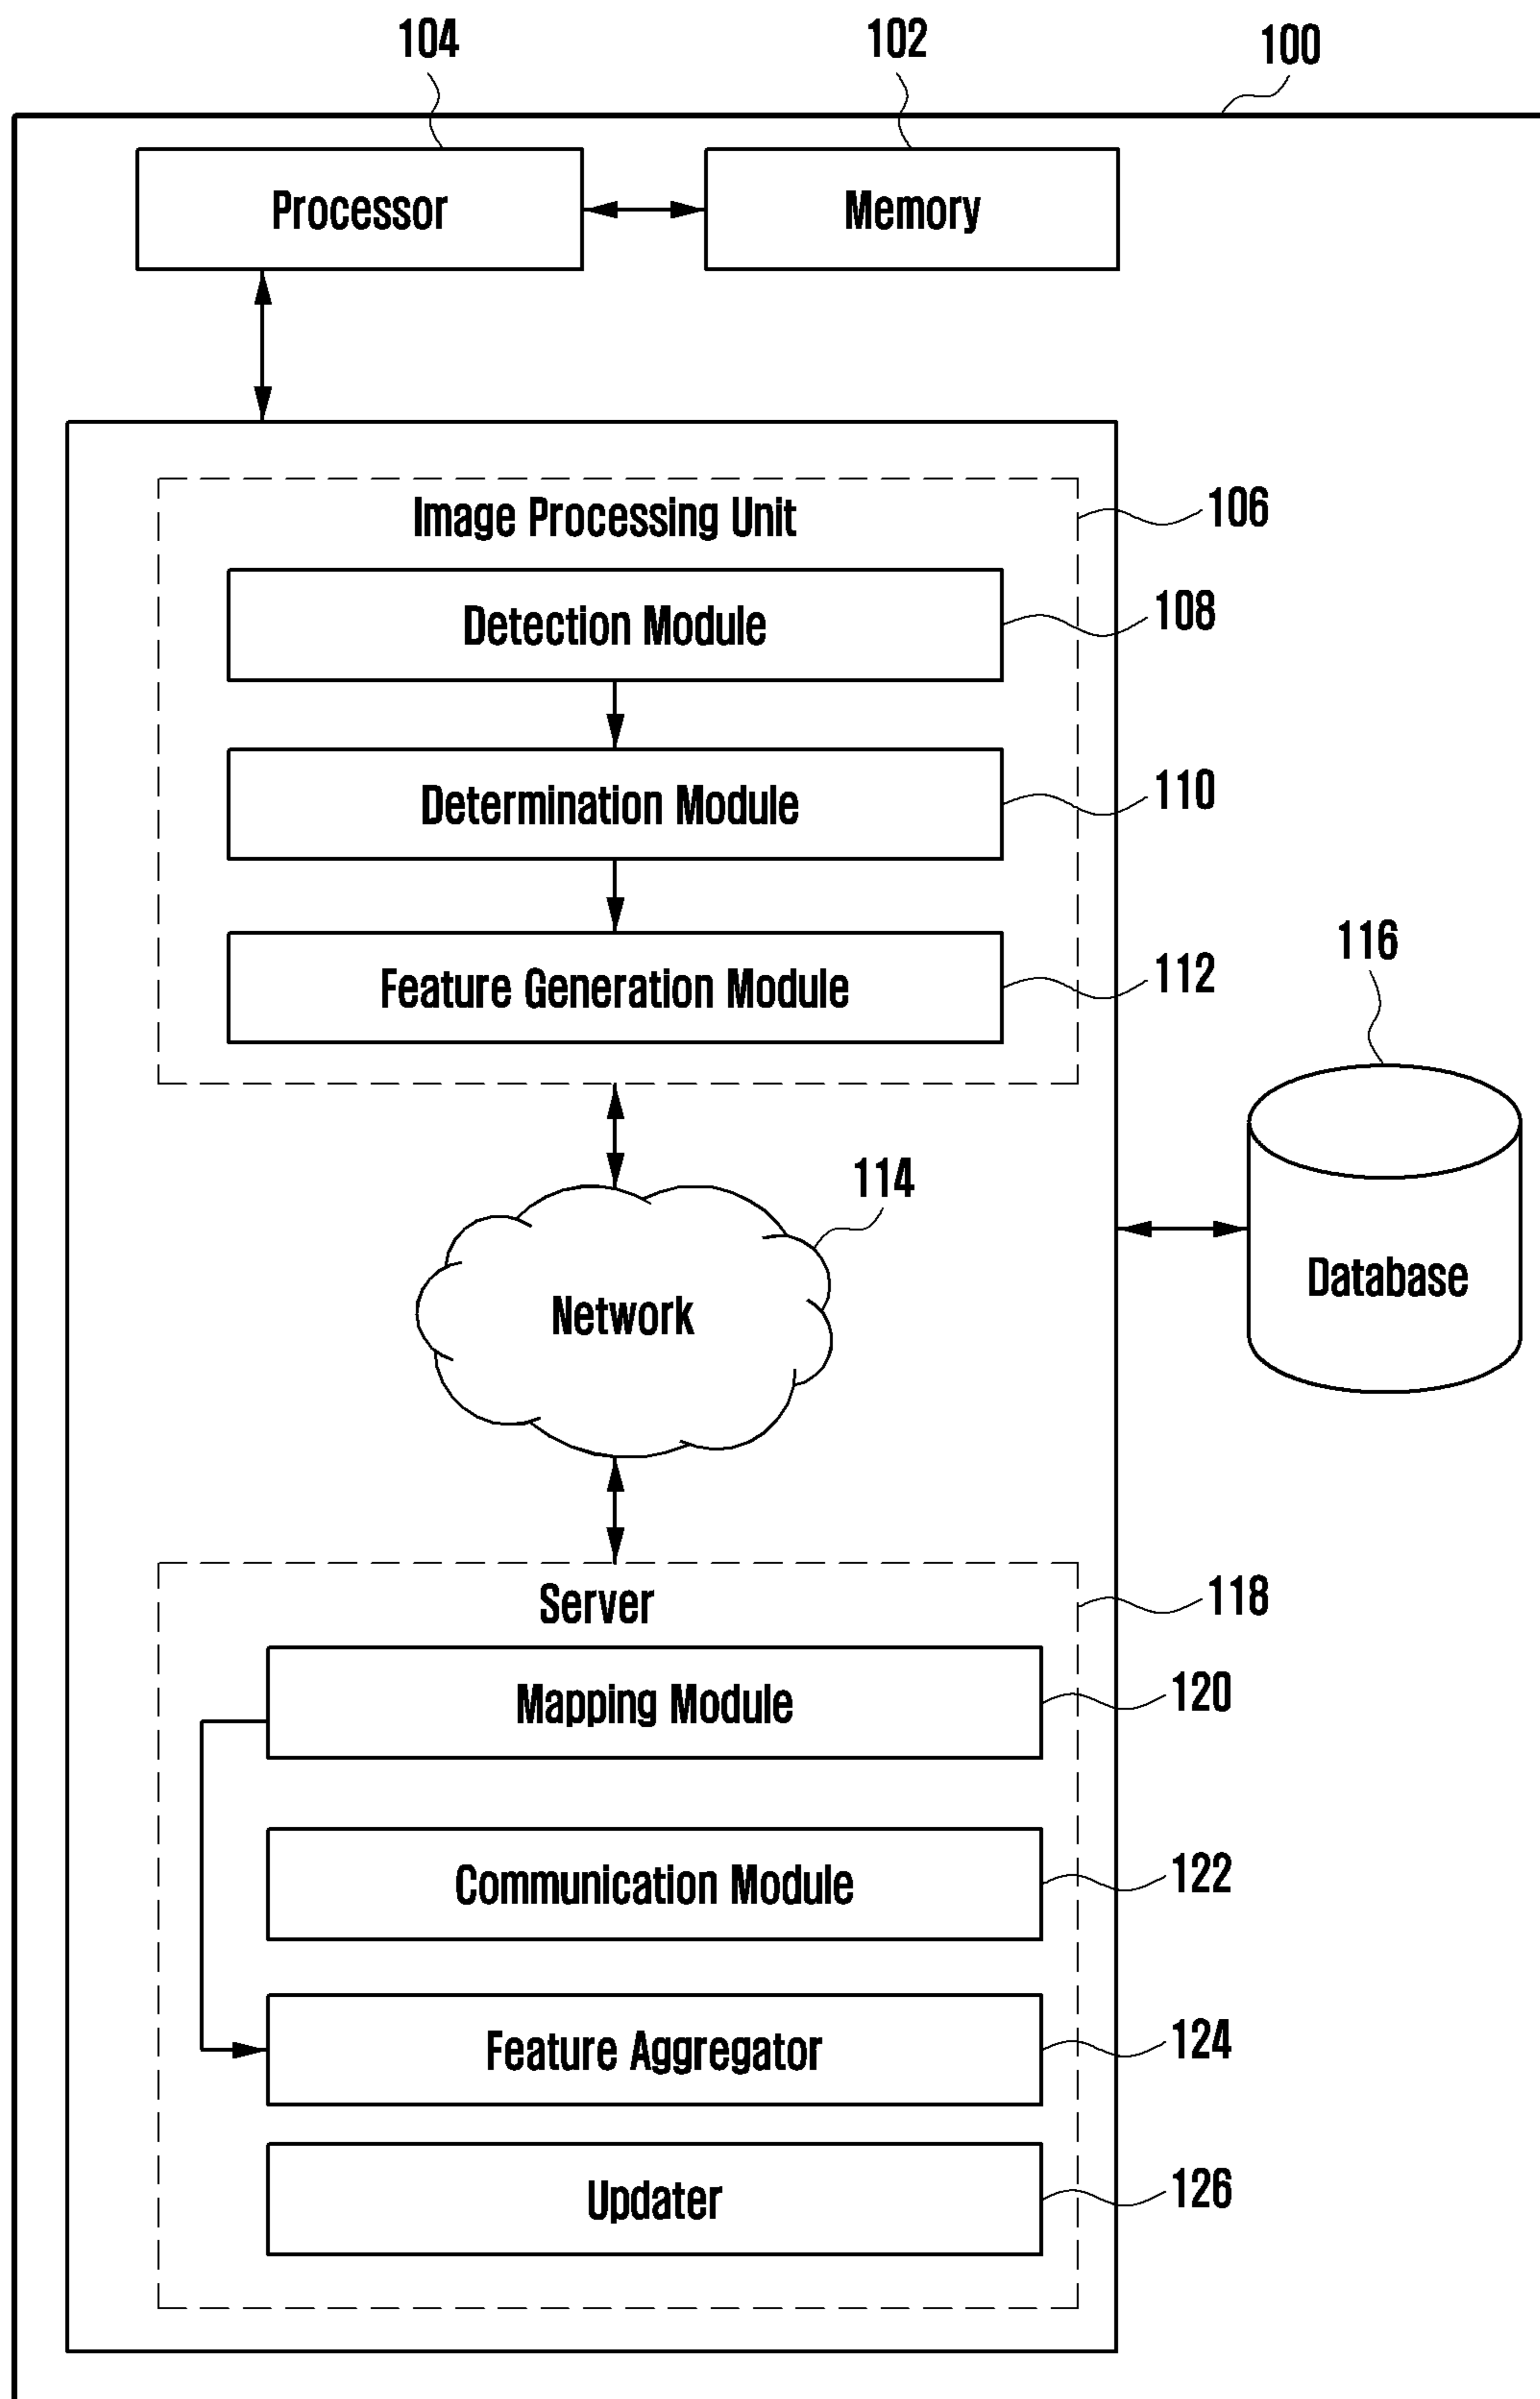 104
102
100
Processor
Memory
Image Processing Unit
106
Detection Module
108
Determination Module
110
Feature Generation Module
112
116
114
Network
Database
Server
118
Mapping Module
120
Communication Module
122
Feature Aggregator
124
Updater
126